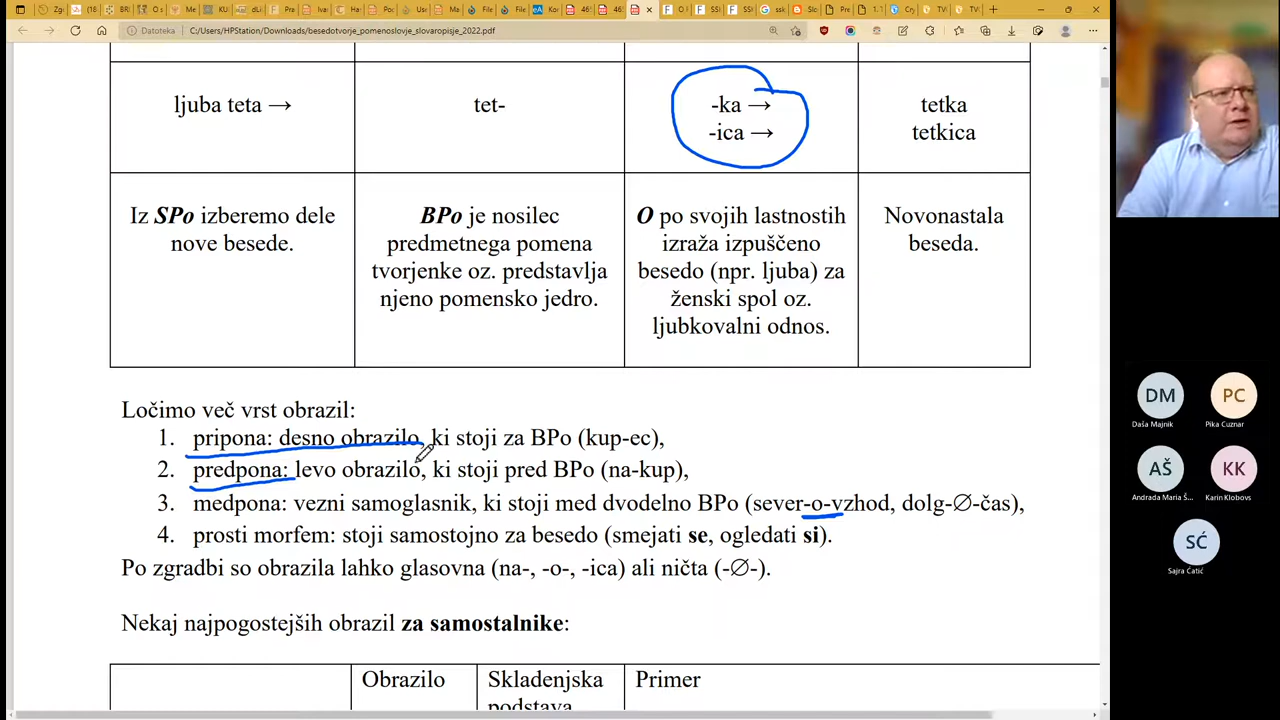 Datoteka
C:/Users/HPStation/Downloads/besedotvorje_pomenoslovje_slovaropisje_2022.pdf
ljuba teta →
tet-
-ka →
-ica →
tetka
tetkica
Iz SPo izberemo dele
nove besede.
BPo je nosilec
predmetnega pomena
tvorjenke oz. predstavlja
njeno pomensko jedro.
O po svojih lastnostih
izraža izpuščeno
besedo (npr. ljuba) za
ženski spol oz.
ljubkovalni odnos.
Novonastala
beseda.
Ločimo več vrst obrazil:
1. pripona: desno obrazilo, ki stoji za BPo (kup-ec),
2. predpona: levo obrazilo, ki stoji pred BPo (na-kup),
3. medpona: vezni samoglasnik, ki stoji med dvodelno BPo (sever-o-vzhod, dolg-∅-čas),
4. prosti morfem: stoji samostojno za besedo (smejati se, ogledati si).
Po zgradbi so obrazila lahko glasovna (na-, -o-, -ica) ali ničta (-∅-).
Nekaj najpogostejših obrazil za samostalnike:
Obrazilo
Skladenjska
podstava
Primer
DM
Daša Majnik
PC
Pika Cuznar
AŠ
Andrada Maria Š...
KK
Karin Klobovs
SĆ
Sajra Ćatić